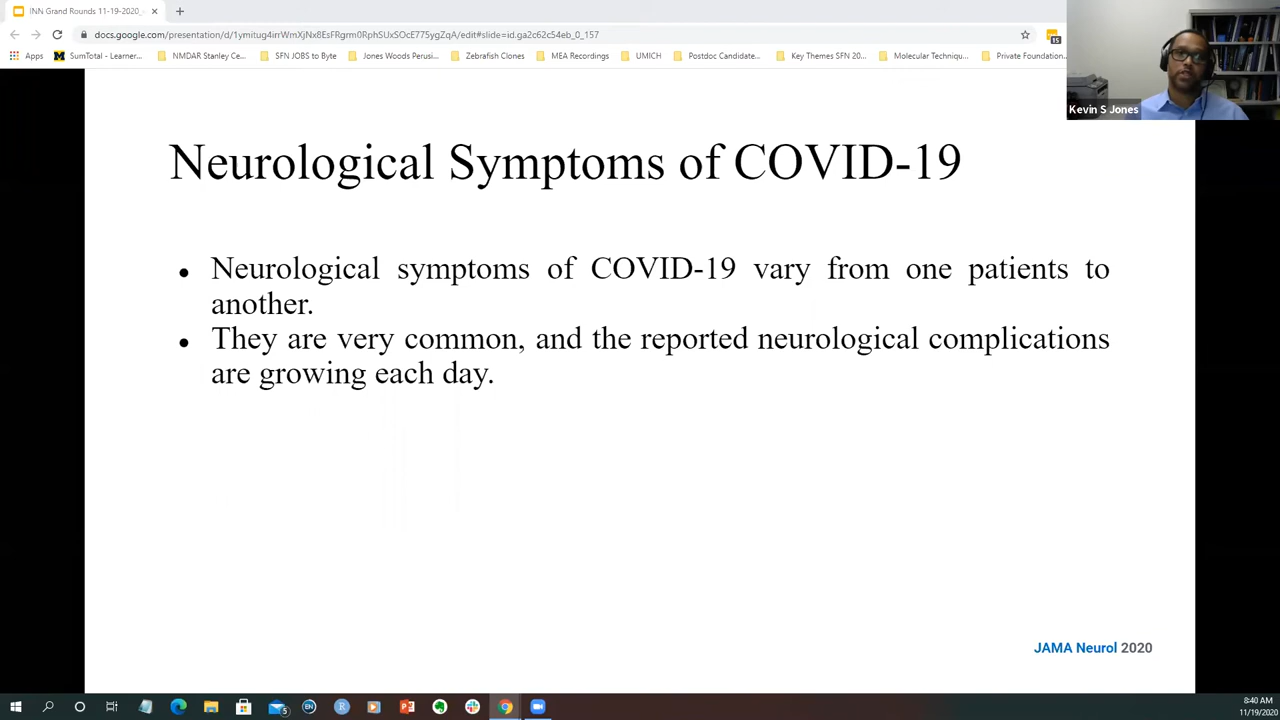 INN Grand Rounds 11-19-2020_
docs.google.com/presentation/d/1ymitug4irrWmXjNx8EsFRgrm0RphSUxSOcE775ygZqA/edit#slide=id.ga2c62c54eb_0_157
15
Apps
SumTotal - Learner...
NMDAR Stanley Ce...
SFN JOBS to Byte
Jones Woods Perusi...
Zebrafish Clones
MEA Recordings
UMICH
Postdoc Candidate...
Key Themes SFN 20...
Molecular Techniqu...
Private Foundation...
Kevin S Jones
Neurological Symptoms of COVID-19
● Neurological symptoms of COVID-19 vary from one patients to
another.
● They are very common, and the reported neurological complications
are growing each day.
JAMA Neurol 2020
8:40 AM
11/19/2020